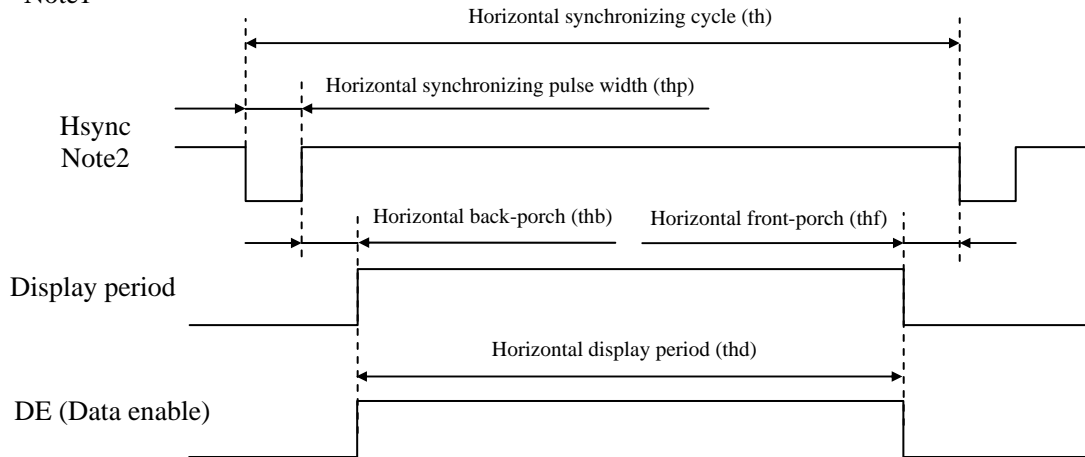 Note1
Horizontal synchronizing cycle (th)
Horizontal synchronizing pulse width (thp)
Hsync
Note2
Horizontal back-porch (thb)
Horizontal front-porch (thf)
Display period
Horizontal display period (thd)
DE (Data enable)